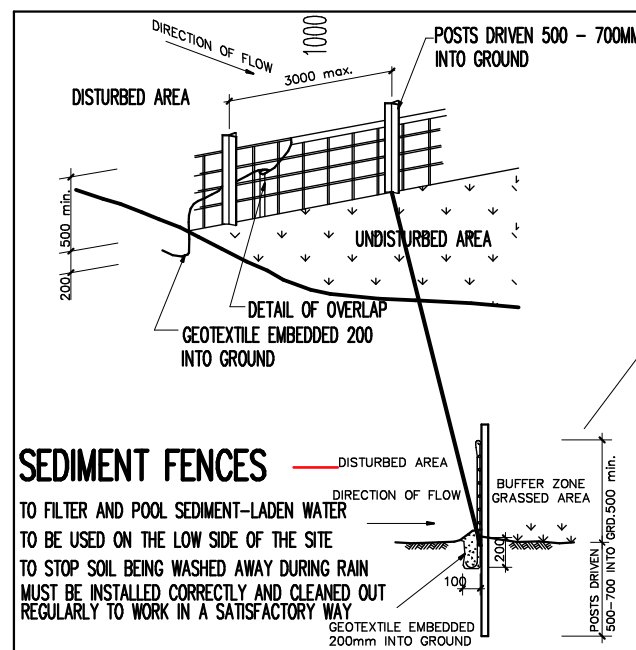 1000
DIRECTION OF FLOW
POSTS DRIVEN 500 - 700MM
INTO GROUND
3000 max.
DISTURBED AREA
500 min.
200
UNDISTURBED AREA
DETAIL OF OVERLAP
GEOTEXTILE EMBEDDED 200
INTO GROUND
SEDIMENT FENCES
TO FILTER AND POOL SEDIMENT-LADEN WATER
TO BE USED ON THE LOW SIDE OF THE SITE
TO STOP SOIL BEING WASHED AWAY DURING RAIN
MUST BE INSTALLED CORRECTLY AND CLEANED OUT
REGULARLY TO WORK IN A SATISFACTORY WAY
DISTURBED AREA
DIRECTION OF FLOW
BUFFER ZONE
GRASSED AREA
200
100
GEOTEXTILE EMBEDDED
200mm INTO GROUND
500 min.
POSTS DRIVEN
500-700 INTO GRD.